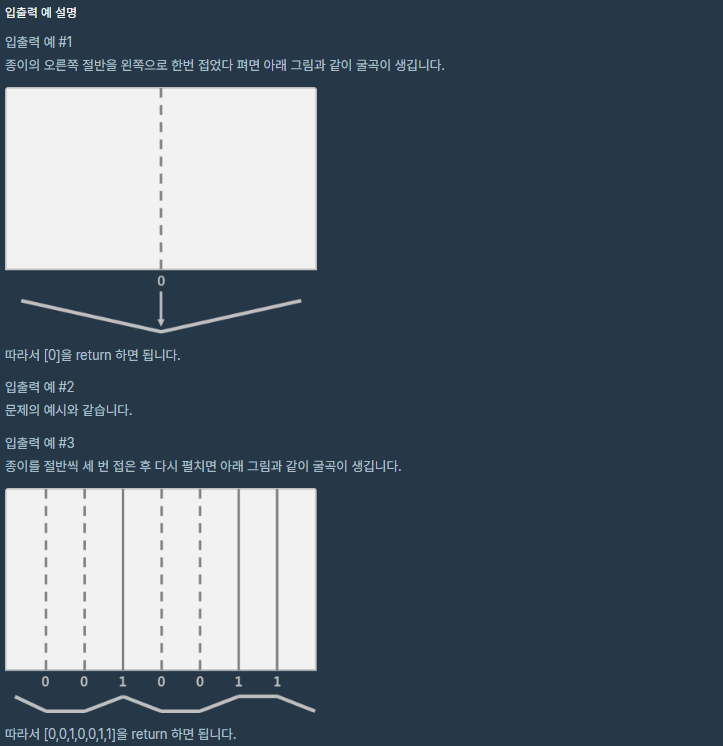 입출력 예 설명
입출력 예 #1
종이의 오른쪽 절반을 왼쪽으로 한번 접었다 펴면 아래 그림과 같이 굴곡이 생깁니다.
0
따라서 [0]을 return 하면 됩니다.
입출력 예 #2
문제의 예시와 같습니다.
입출력 예 #3
종이를 절반씩 세 번 접은 후 다시 펼치면 아래 그림과 같이 굴곡이 생깁니다.
0 0 1 0 0 1 1
따라서 [0,0,1,0,0,1,1]을 return 하면 됩니다.